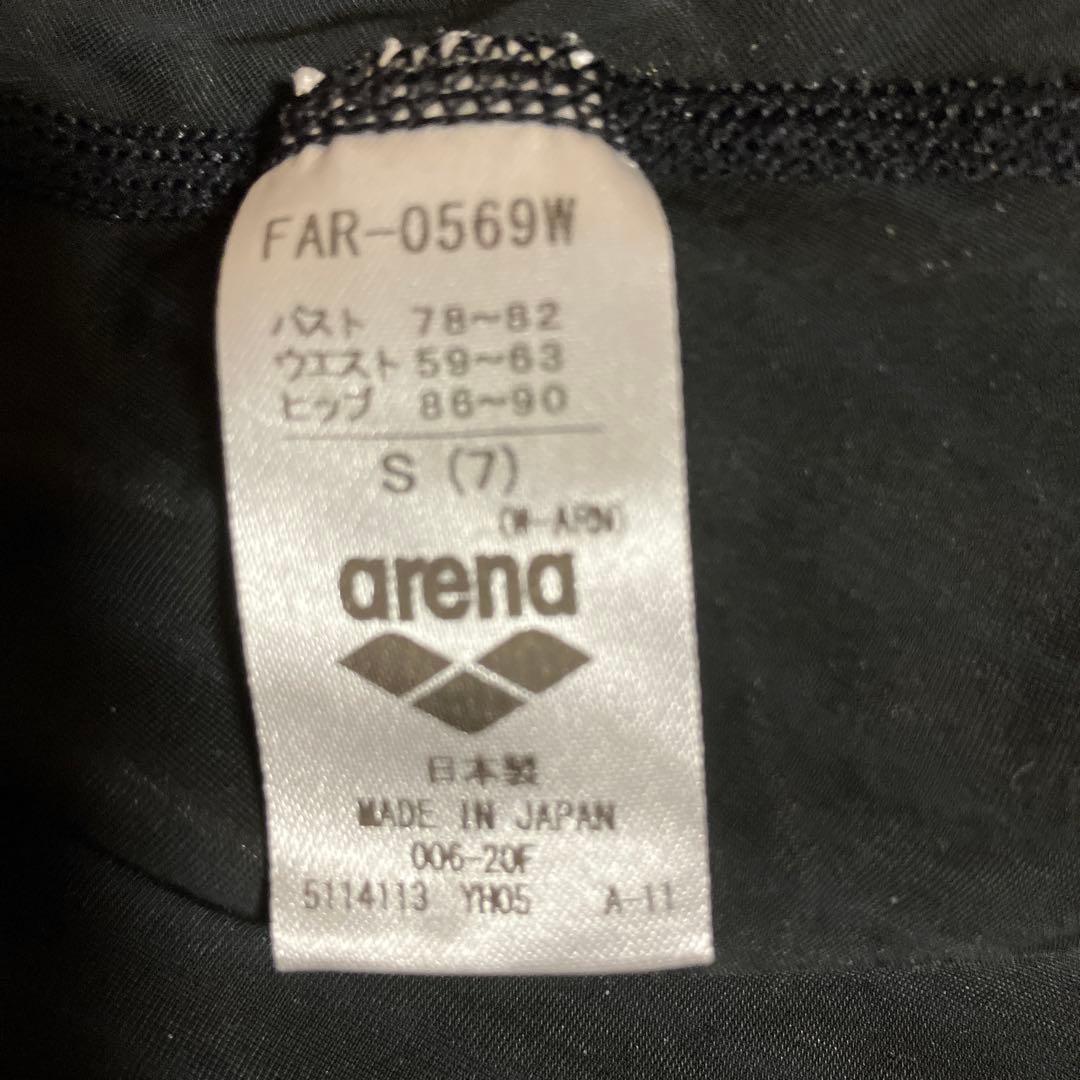 FAR-0569W
バスト 78〜82
ウエスト 59〜63
ヒップ 86〜90
S (7)
(W-ARN)
arena
日本製
MADE IN JAPAN
006-20F
5114113 YH05 A-11